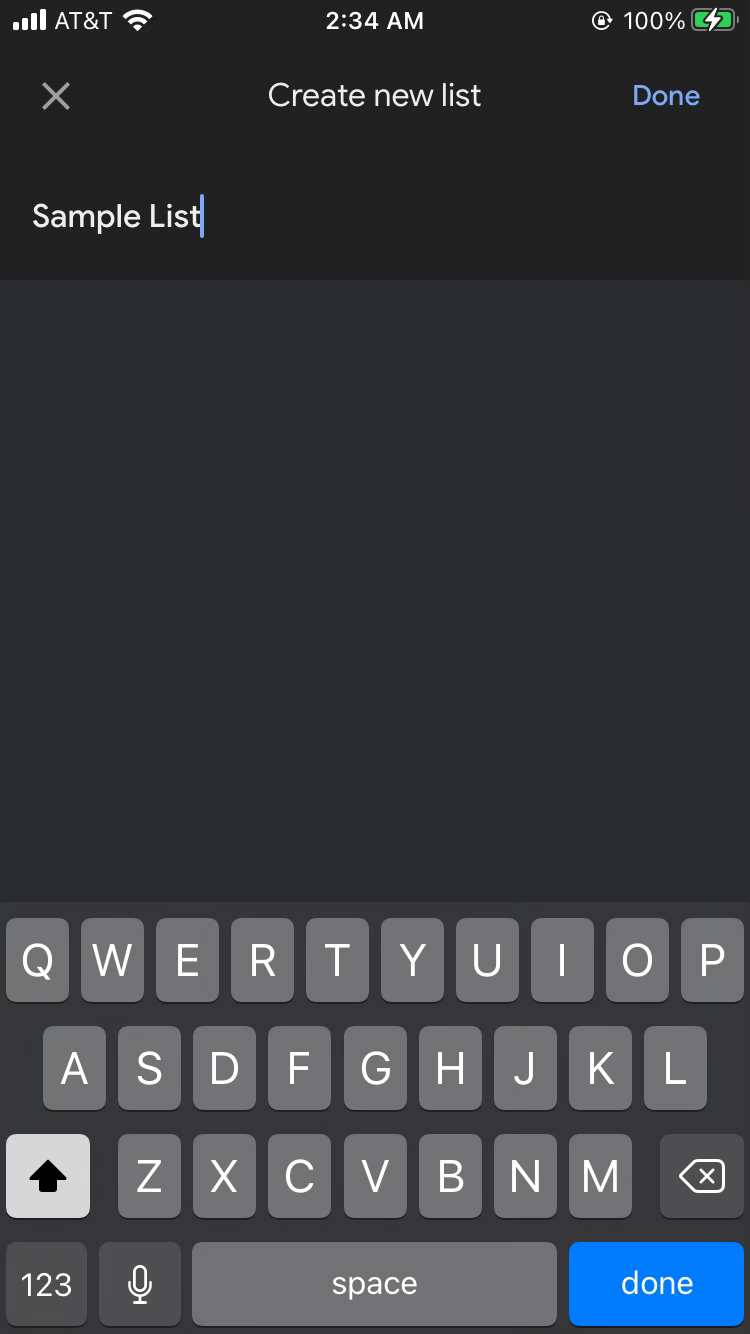 AT&T 2:34 AM 100%
Create new list Done
Sample List
Q W E R T Y U I O P
A S D F G H J K L
Z X C V B N M
123 space done